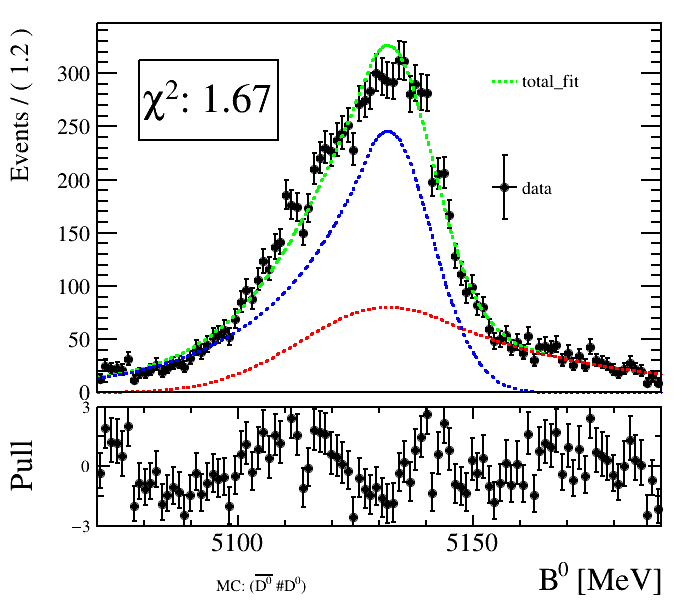 Events / ( 1.2 )
300
250
200
150
100
50
0
χ²: 1.67
total_fit
data
Pull
3
0
−3
5100 5150
B⁰ [MeV]
MC: (D̅⁰ #D⁰)